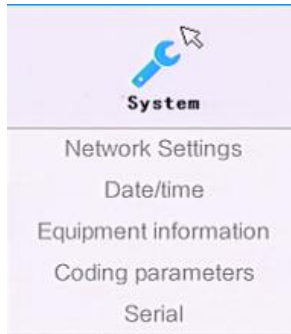 System
Network Settings
Date/time
Equipment information
Coding parameters
Serial